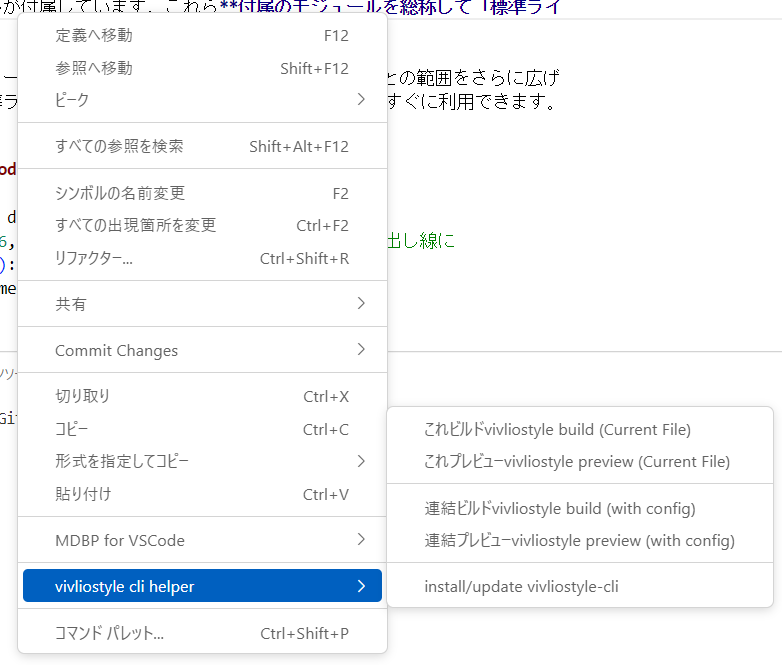 が付属しています。これら**付属のモジュールを総称して「標準ライ
定義へ移動 F12
参照へ移動 Shift+F12
との範囲をさらに広げ
ピーク
すぐに利用できます。
すべての参照を検索 Shift+Alt+F12
od
シンボルの名前変更 F2
d
すべての出現箇所を変更 Ctrl+F2
6,
出し線に
リファクター... Ctrl+Shift+R
):
me
共有
Commit Changes
切り取り Ctrl+X
Gi
コピー Ctrl+C
これビルドvivliostyle build (Current File)
形式を指定してコピー
これプレビューvivliostyle preview (Current File)
貼り付け Ctrl+V
連結ビルドvivliostyle build (with config)
MDBP for VSCode
連結プレビューvivliostyle preview (with config)
vivliostyle cli helper
install/update vivliostyle-cli
コマンド パレット... Ctrl+Shift+P